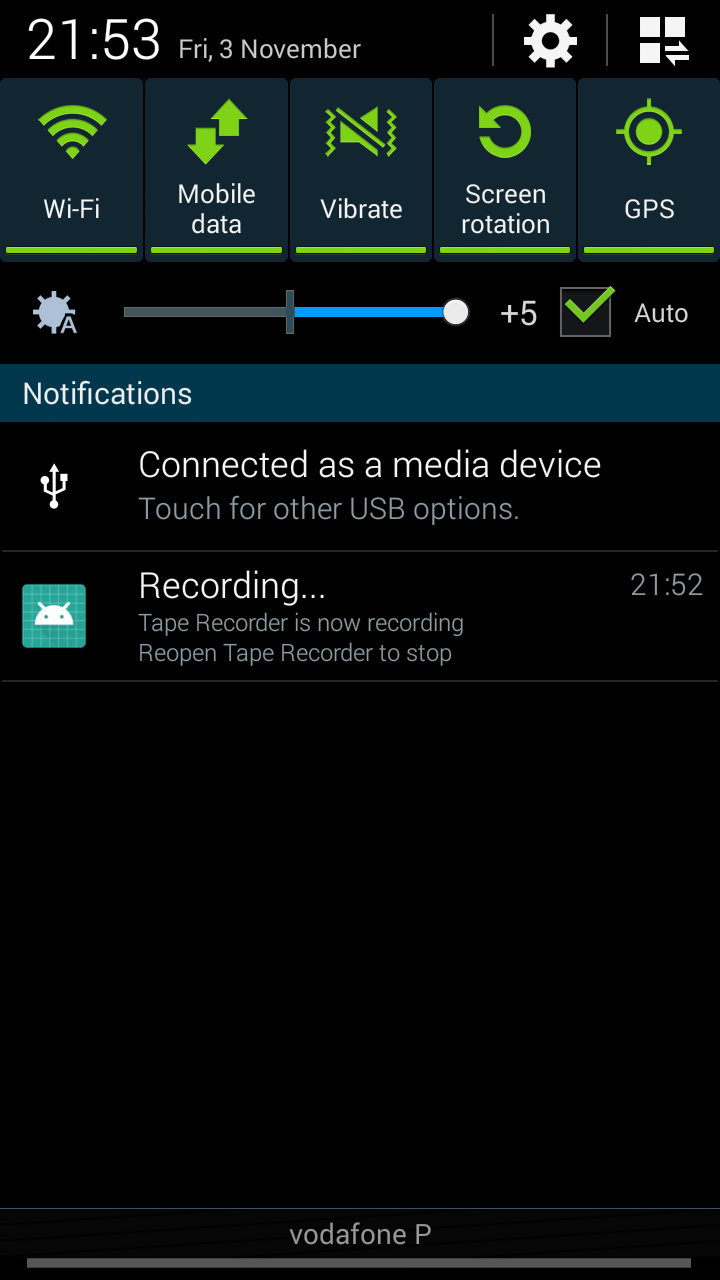 21:53 Fri, 3 November
Wi-Fi
Mobile
data
Vibrate
Screen
rotation
GPS
A
+5
Auto
Notifications
Connected as a media device
Touch for other USB options.
Recording...
21:52
Tape Recorder is now recording
Reopen Tape Recorder to stop
vodafone P